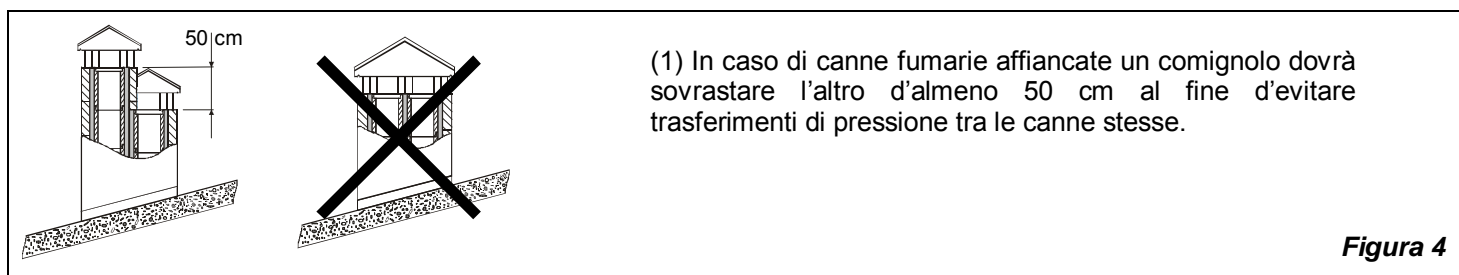 50 cm
(1) In caso di canne fumarie affiancate un comignolo dovrà
sovrastare l'altro d'almeno 50 cm al fine d'evitare
trasferimenti di pressione tra le canne stesse.
Figura 4